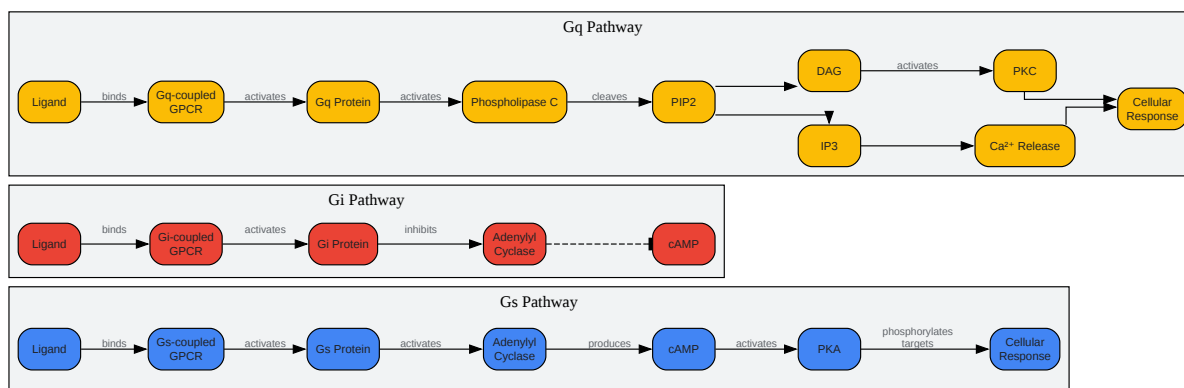 Gq Pathway
Ligand
binds
Gq-coupled
GPCR
activates
Gq Protein
activates
Phospholipase C
cleaves
PIP2
DAG
activates
PKC
IP3
Ca²⁺ Release
Cellular
Response
Gi Pathway
Ligand
binds
Gi-coupled
GPCR
activates
Gi Protein
inhibits
Adenylyl
Cyclase
cAMP
Gs Pathway
Ligand
binds
Gs-coupled
GPCR
activates
Gs Protein
activates
Adenylyl
Cyclase
produces
cAMP
activates
PKA
phosphorylates
targets
Cellular
Response